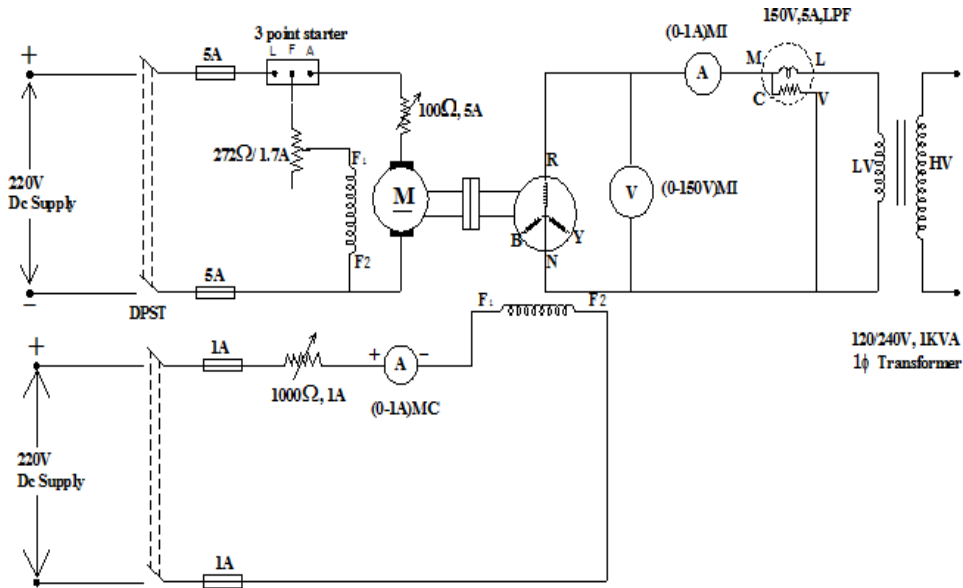 150V,5A,LPF
3 point starter
(0-1A)MI
L F A
+
5A
M
L
A
C
V
100Ω, 5A
272Ω/ 1.7A
F₁
R
220V
Dc Supply
M
V
(0-150V)MI
LV
HV
B
Y
F2
N
–
5A
DPST
F₁
F2
+
1A
+
–
A
120/240V, 1KVA
1ϕ Transformer
1000Ω, 1A
(0-1A)MC
220V
Dc Supply
1A